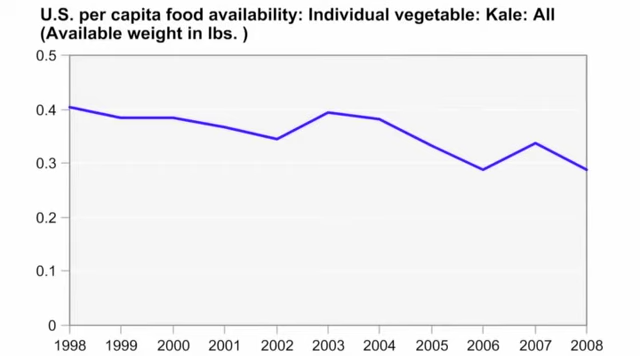 U.S. per capita food availability: Individual vegetable: Kale: All
(Available weight in lbs. )
0.5
0.4
0.3
0.2
0.1
0
1998 1999 2000 2001 2002 2003 2004 2005 2006 2007 2008